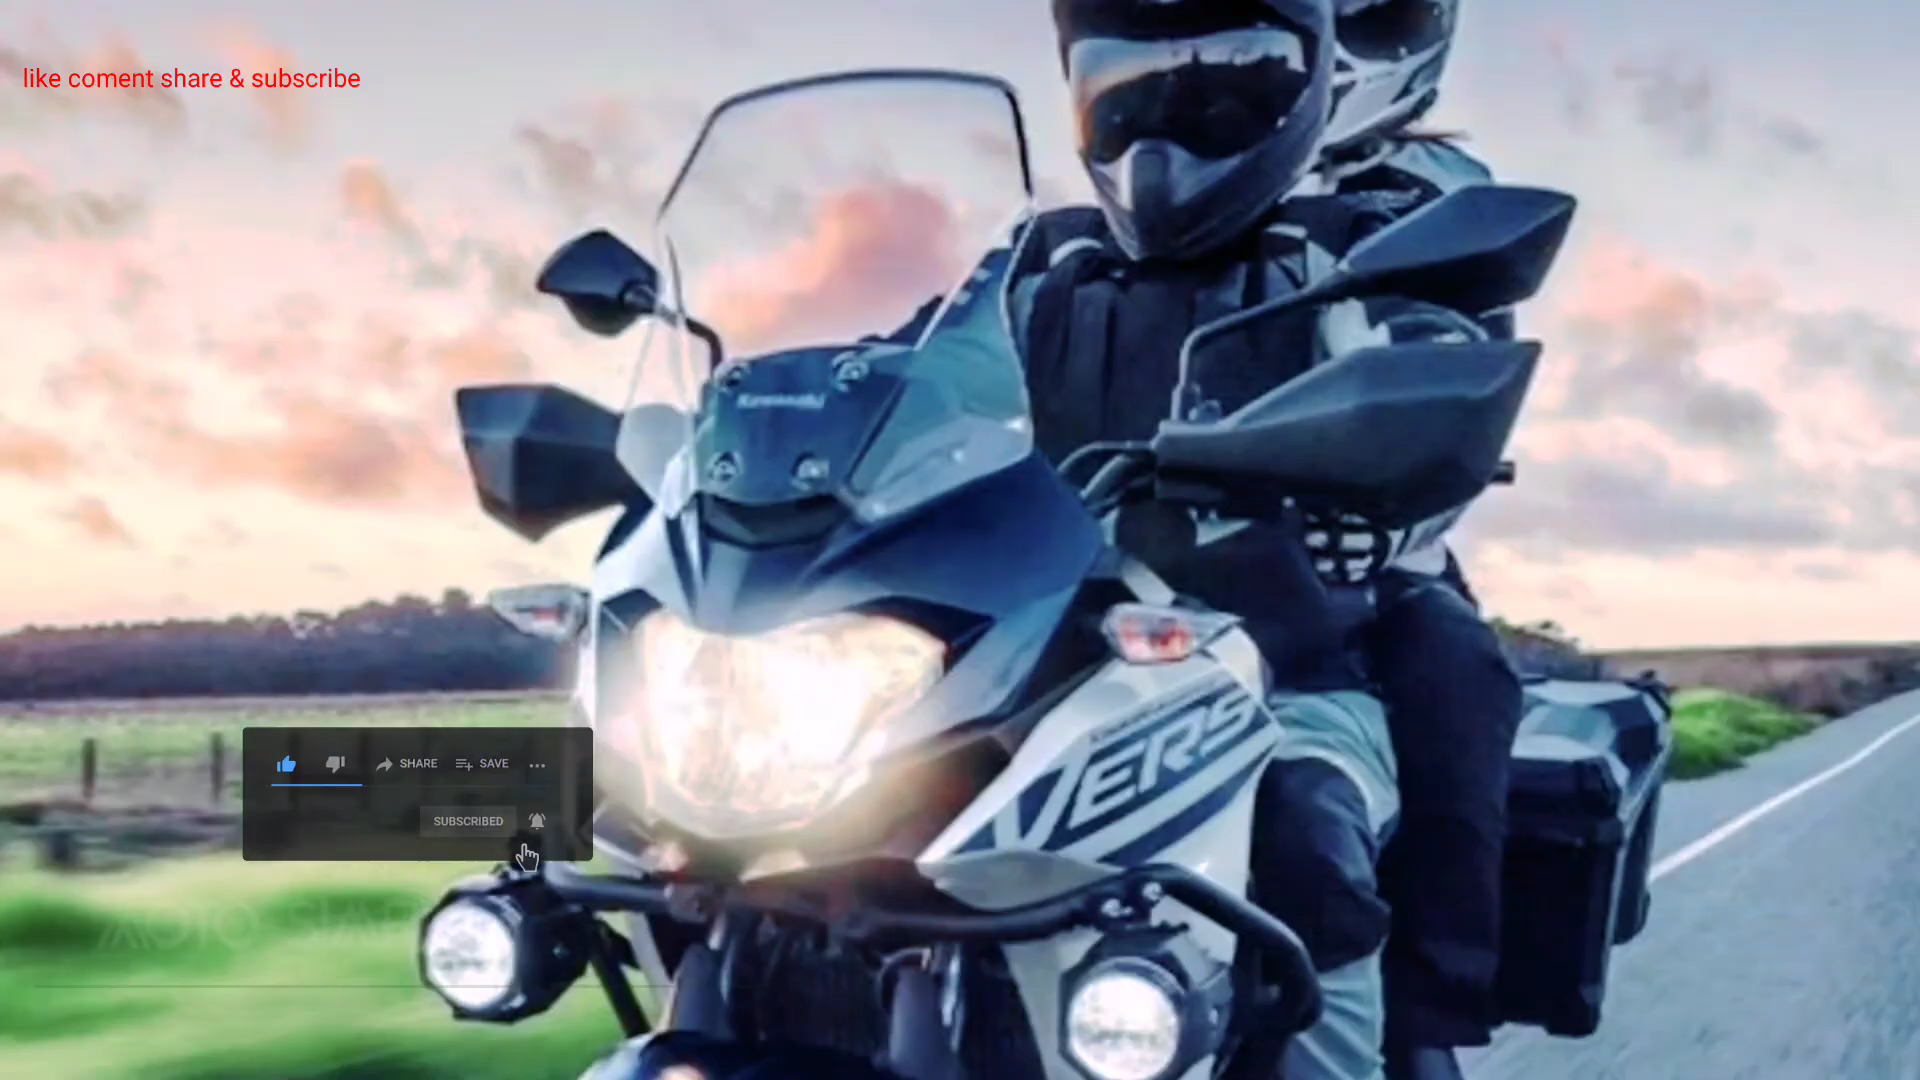 like coment share & subscribe
Kawasaki
VERS
SHARE SAVE
SUBSCRIBED